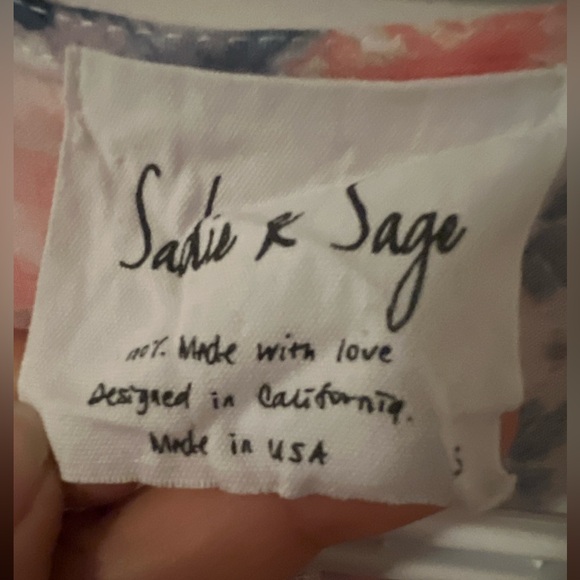 Sadie & Sage
100% Made with love
Designed in California.
Made in USA
S